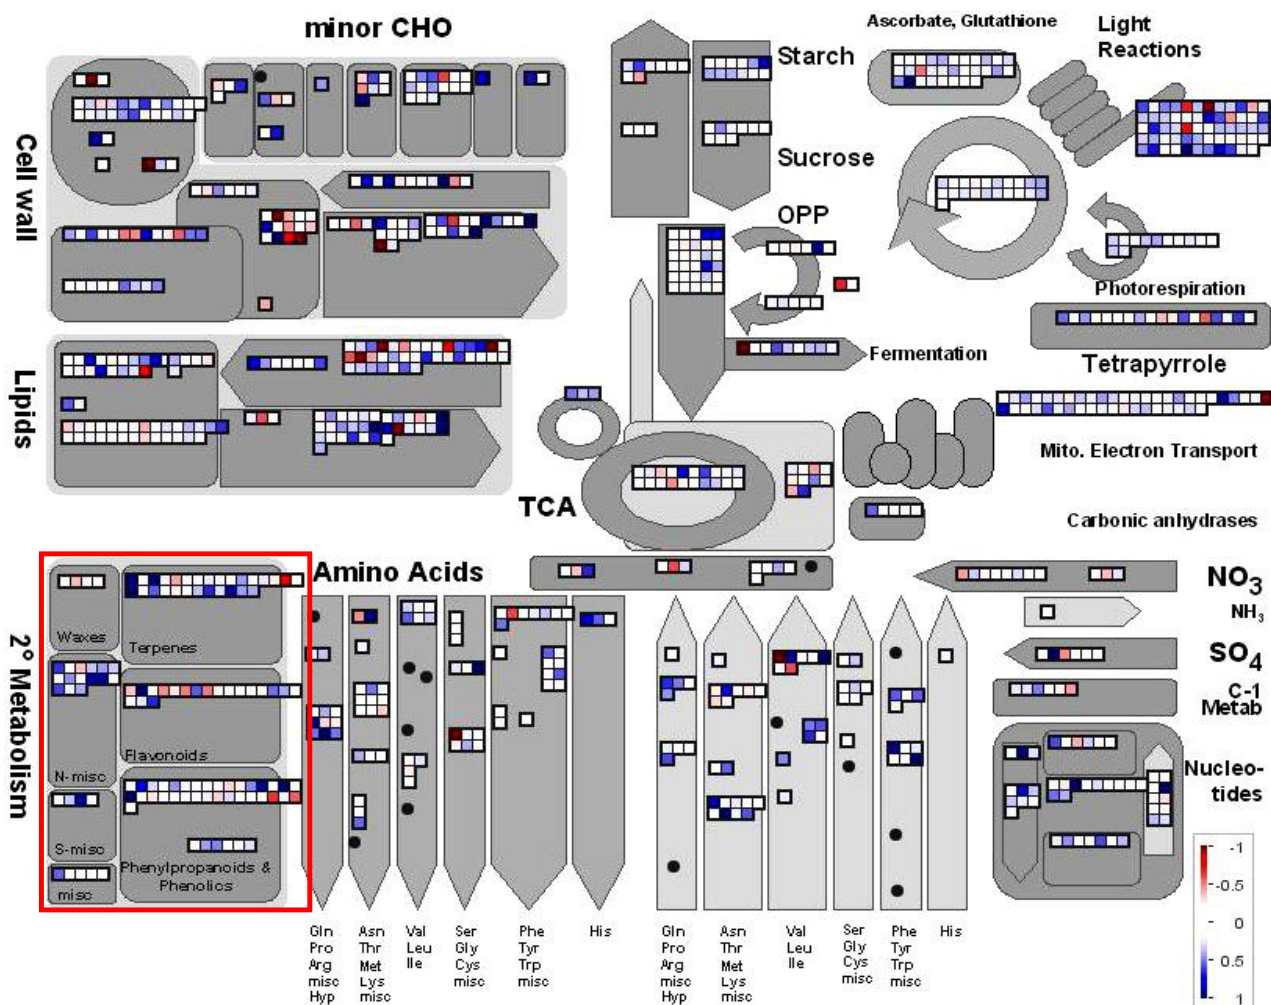 minor CHO
Starch
Ascorbate, Glutathione
Light
Reactions
Cell wall
Sucrose
OPP
Photorespiration
Tetrapyrrole
Fermentation
Lipids
Mito. Electron Transport
TCA
Carbonic anhydrases
Amino Acids
2° Metabolism
Waxes
Terpenes
N-misc
Flavonoids
S-misc
misc
Phenylpropanoids &
Phenolics
NO3
NH3
SO4
C-1
Metab
Nucleo-
tides
-1
-0.5
0
0.5
1
Gln
Pro
Arg
misc
Hyp
Asn
Thr
Met
Lys
misc
Val
Leu
Ile
Ser
Gly
Cys
misc
Phe
Tyr
Trp
misc
His
Gln
Pro
Arg
misc
Hyp
Asn
Thr
Met
Lys
misc
Val
Leu
Ile
Ser
Gly
Cys
misc
Phe
Tyr
Trp
misc
His